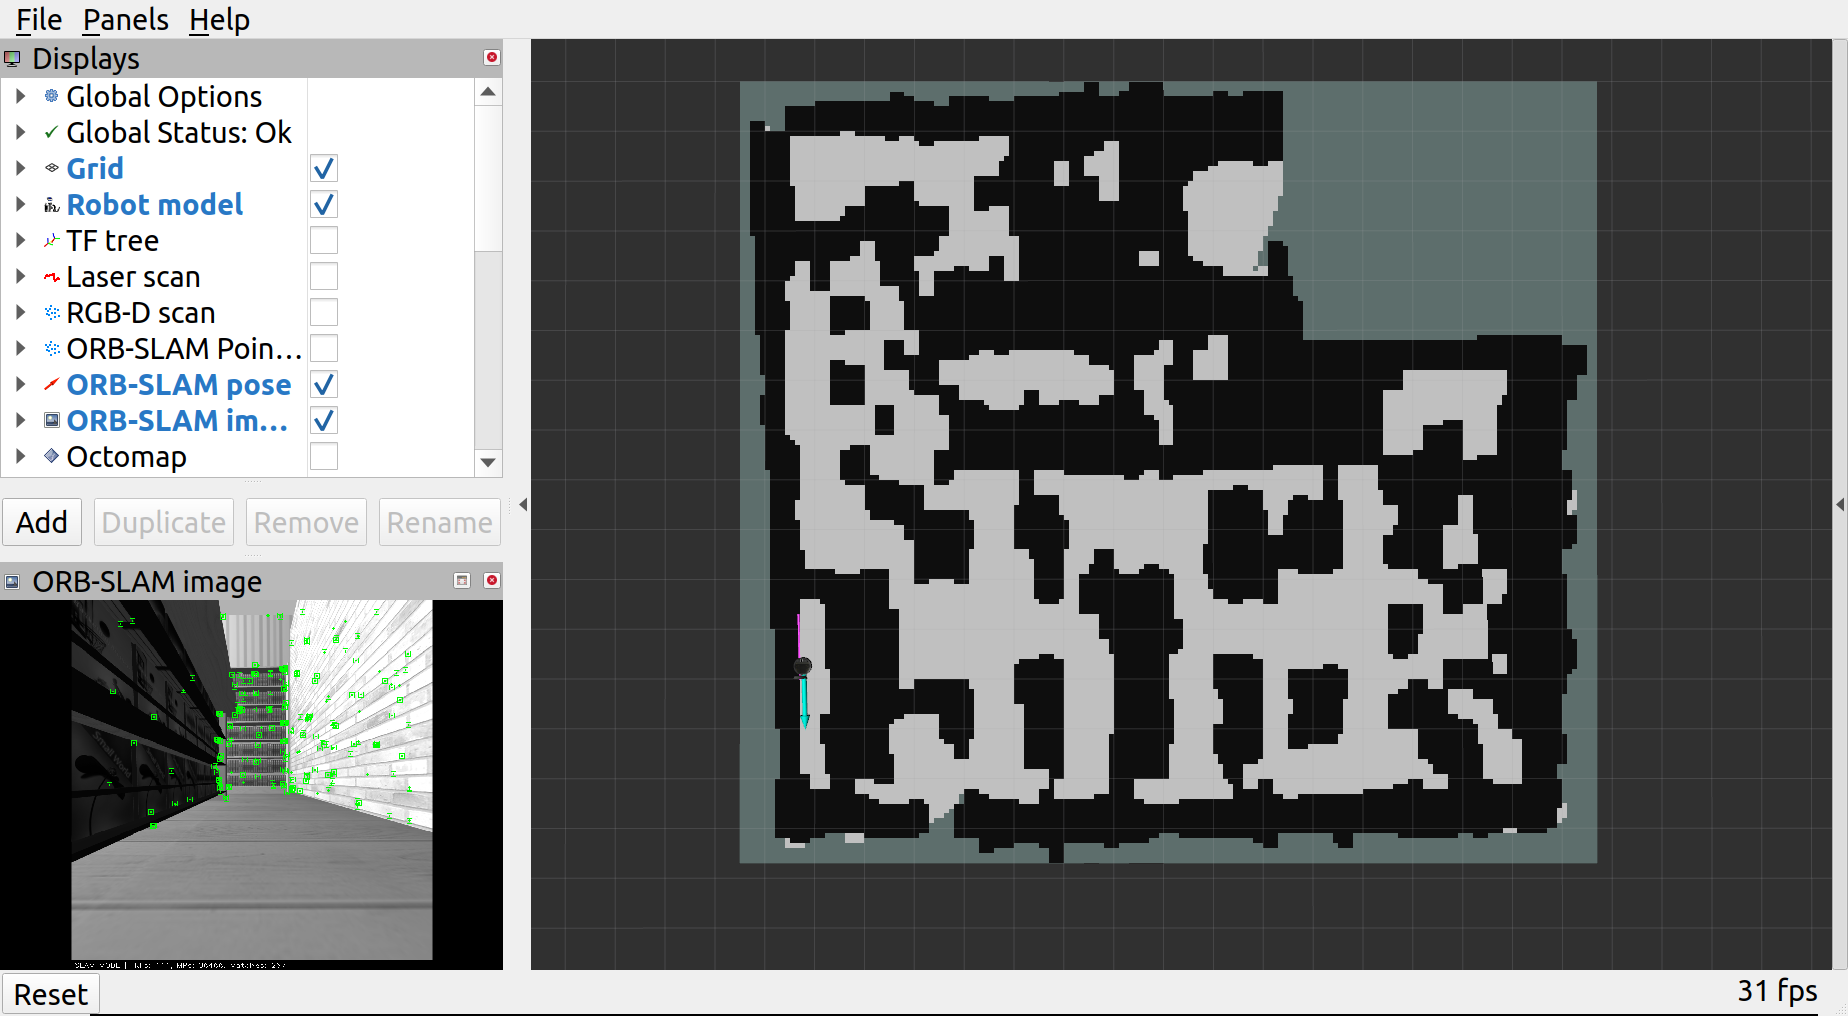 File Panels Help
Displays
Global Options
Global Status: Ok
Grid
Robot model
TF tree
Laser scan
RGB-D scan
ORB-SLAM Poin...
ORB-SLAM pose
ORB-SLAM im...
Octomap
Add Duplicate Remove Rename
ORB-SLAM image
SLAM MODE |
Reset
31 fps